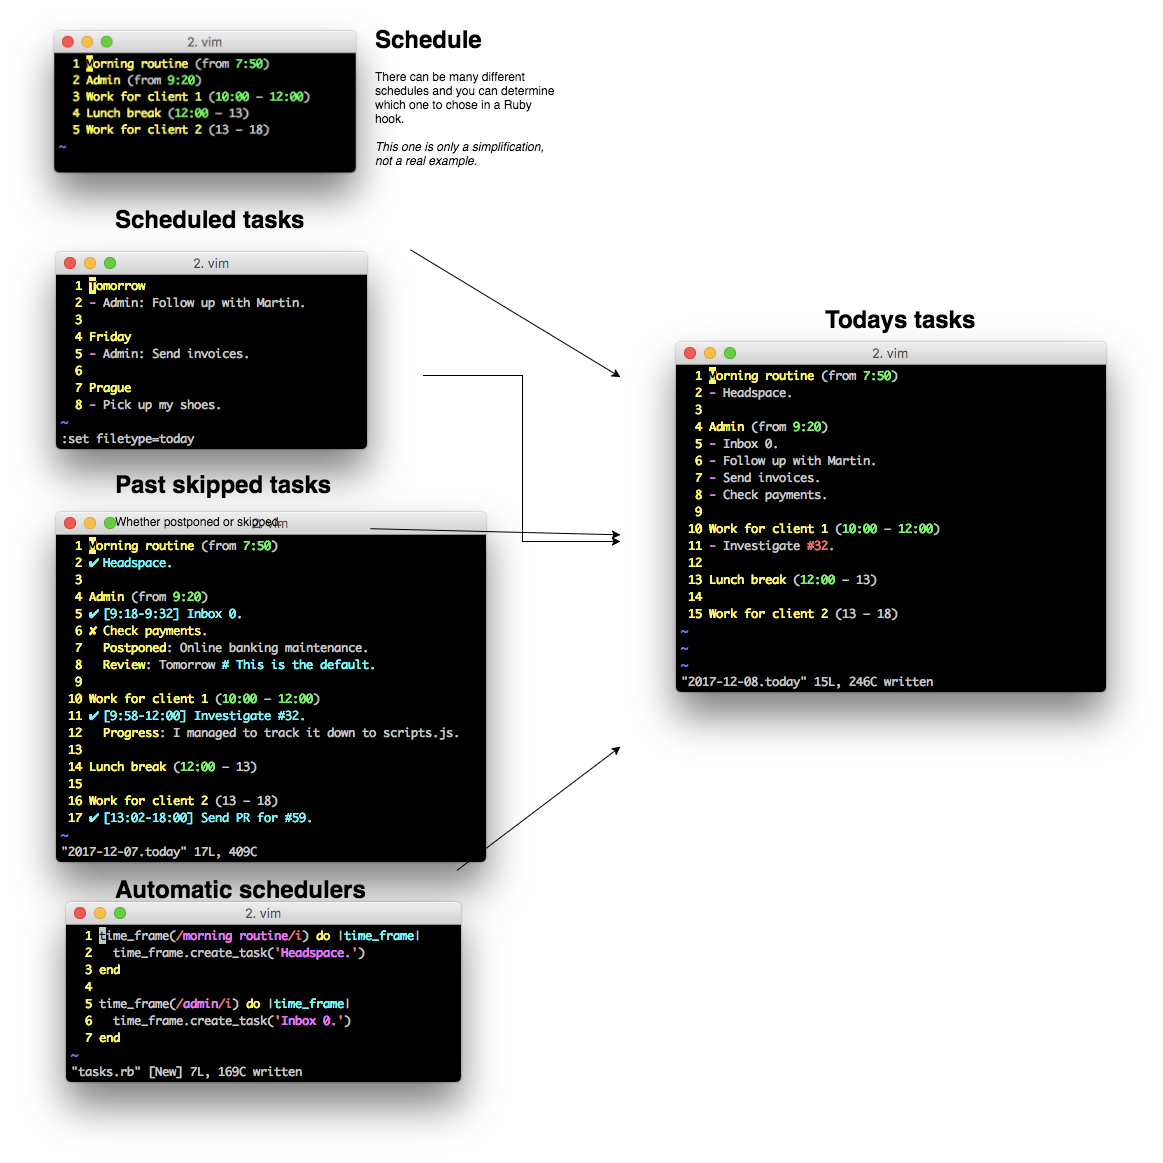 2. vim
1 Morning routine (from 7:50)
2 Admin (from 9:20)
3 Work for client 1 (10:00 – 12:00)
4 Lunch break (12:00 – 13)
5 Work for client 2 (13 – 18)
~
Schedule
There can be many different
schedules and you can determine
which one to chose in a Ruby
hook.
This one is only a simplification,
not a real example.
Scheduled tasks
2. vim
1 Tomorrow
2 - Admin: Follow up with Martin.
3
4 Friday
5 - Admin: Send invoices.
6
7 Prague
8 - Pick up my shoes.
~
:set filetype=today
Past skipped tasks
Whether postponed or skipped.
2. vim
1 Morning routine (from 7:50)
2 ✔ Headspace.
3
4 Admin (from 9:20)
5 ✔ [9:18-9:32] Inbox 0.
6 ✘ Check payments.
7 Postponed: Online banking maintenance.
8 Review: Tomorrow # This is the default.
9
10 Work for client 1 (10:00 – 12:00)
11 ✔ [9:58-12:00] Investigate #32.
12 Progress: I managed to track it down to scripts.js.
13
14 Lunch break (12:00 – 13)
15
16 Work for client 2 (13 – 18)
17 ✔ [13:02-18:00] Send PR for #59.
~
"2017-12-07.today" 17L, 409C
Automatic schedulers
2. vim
1 time_frame(/morning routine/i) do |time_frame|
2 time_frame.create_task('Headspace.')
3 end
4
5 time_frame(/admin/i) do |time_frame|
6 time_frame.create_task('Inbox 0.')
7 end
~
"tasks.rb" [New] 7L, 169C written
Todays tasks
2. vim
1 Morning routine (from 7:50)
2 - Headspace.
3
4 Admin (from 9:20)
5 - Inbox 0.
6 - Follow up with Martin.
7 - Send invoices.
8 - Check payments.
9
10 Work for client 1 (10:00 – 12:00)
11 - Investigate #32.
12
13 Lunch break (12:00 – 13)
14
15 Work for client 2 (13 – 18)
~
~
~
"2017-12-08.today" 15L, 246C written